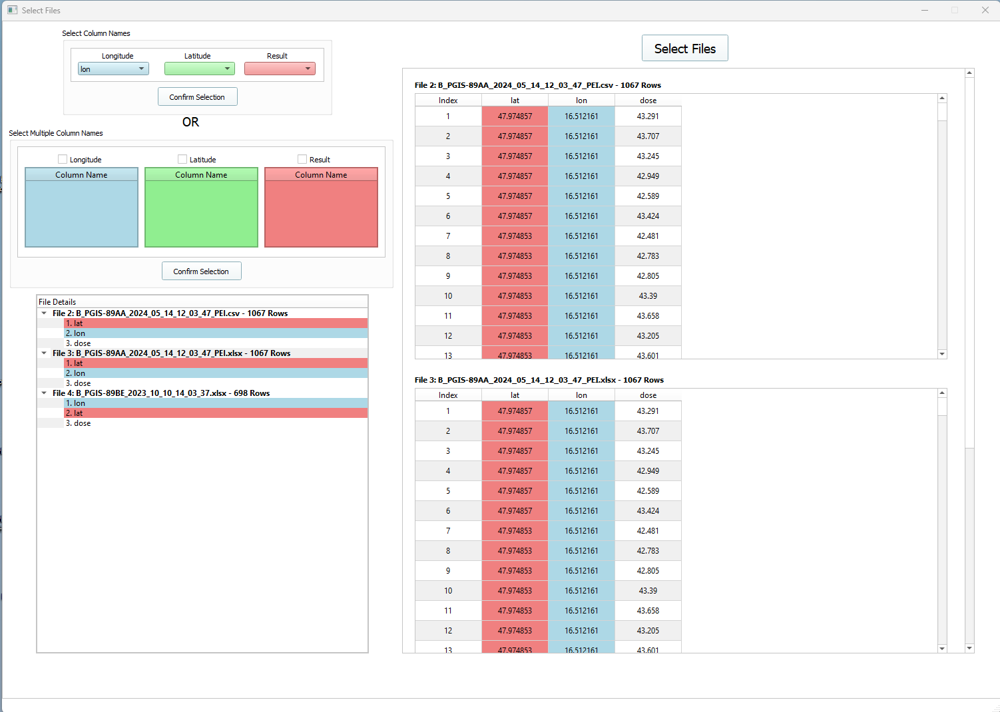 Select Files
Select Column Names
Longitude Latitude Result
lon
Confirm Selection
OR
Select Multiple Column Names
Longitude Latitude Result
Column Name Column Name Column Name
Confirm Selection
File Details
File 2: B_PGIS-89AA_2024_05_14_12_03_47_PEI.csv - 1067 Rows
1. lat
2. lon
3. dose
File 3: B_PGIS-89AA_2024_05_14_12_03_47_PEI.xlsx - 1067 Rows
1. lat
2. lon
3. dose
File 4: B_PGIS-89BE_2023_10_10_14_03_37.xlsx - 698 Rows
1. lon
2. lat
3. dose
Select Files
File 2: B_PGIS-89AA_2024_05_14_12_03_47_PEI.csv - 1067 Rows
Index lat lon dose
1 47.974857 16.512161 43.291
2 47.974857 16.512161 43.707
3 47.974857 16.512161 43.245
4 47.974857 16.512161 42.949
5 47.974857 16.512161 42.589
6 47.974857 16.512161 43.424
7 47.974853 16.512161 42.481
8 47.974853 16.512161 42.783
9 47.974853 16.512161 42.805
10 47.974853 16.512161 43.39
11 47.974853 16.512161 43.658
12 47.974853 16.512161 43.205
13 47.974853 16.512161 43.601
File 3: B_PGIS-89AA_2024_05_14_12_03_47_PEI.xlsx - 1067 Rows
Index lat lon dose
1 47.974857 16.512161 43.291
2 47.974857 16.512161 43.707
3 47.974857 16.512161 43.245
4 47.974857 16.512161 42.949
5 47.974857 16.512161 42.589
6 47.974857 16.512161 43.424
7 47.974853 16.512161 42.481
8 47.974853 16.512161 42.783
9 47.974853 16.512161 42.805
10 47.974853 16.512161 43.39
11 47.974853 16.512161 43.658
12 47.974853 16.512161 43.205
13 47.974853 16.512161 43.601